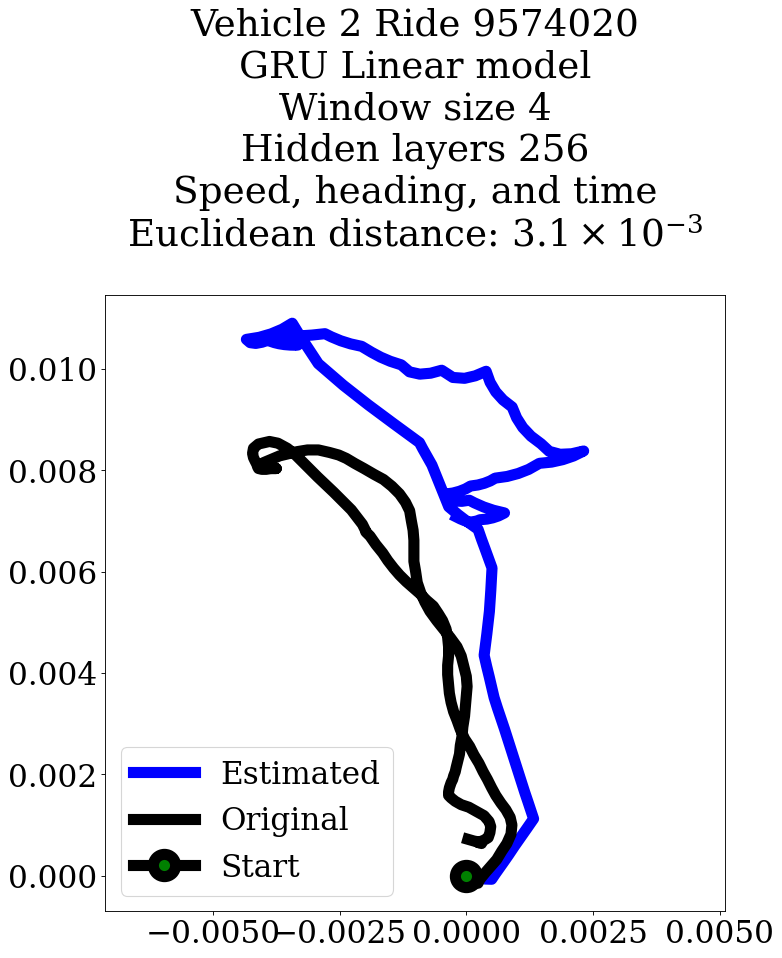 Vehicle 2 Ride 9574020
GRU Linear model
Window size 4
Hidden layers 256
Speed, heading, and time
Euclidean distance: 3.1 × 10⁻³
0.010
0.008
0.006
0.004
0.002
0.000
Estimated
Original
Start
−0.0050 −0.0025 0.0000 0.0025 0.0050